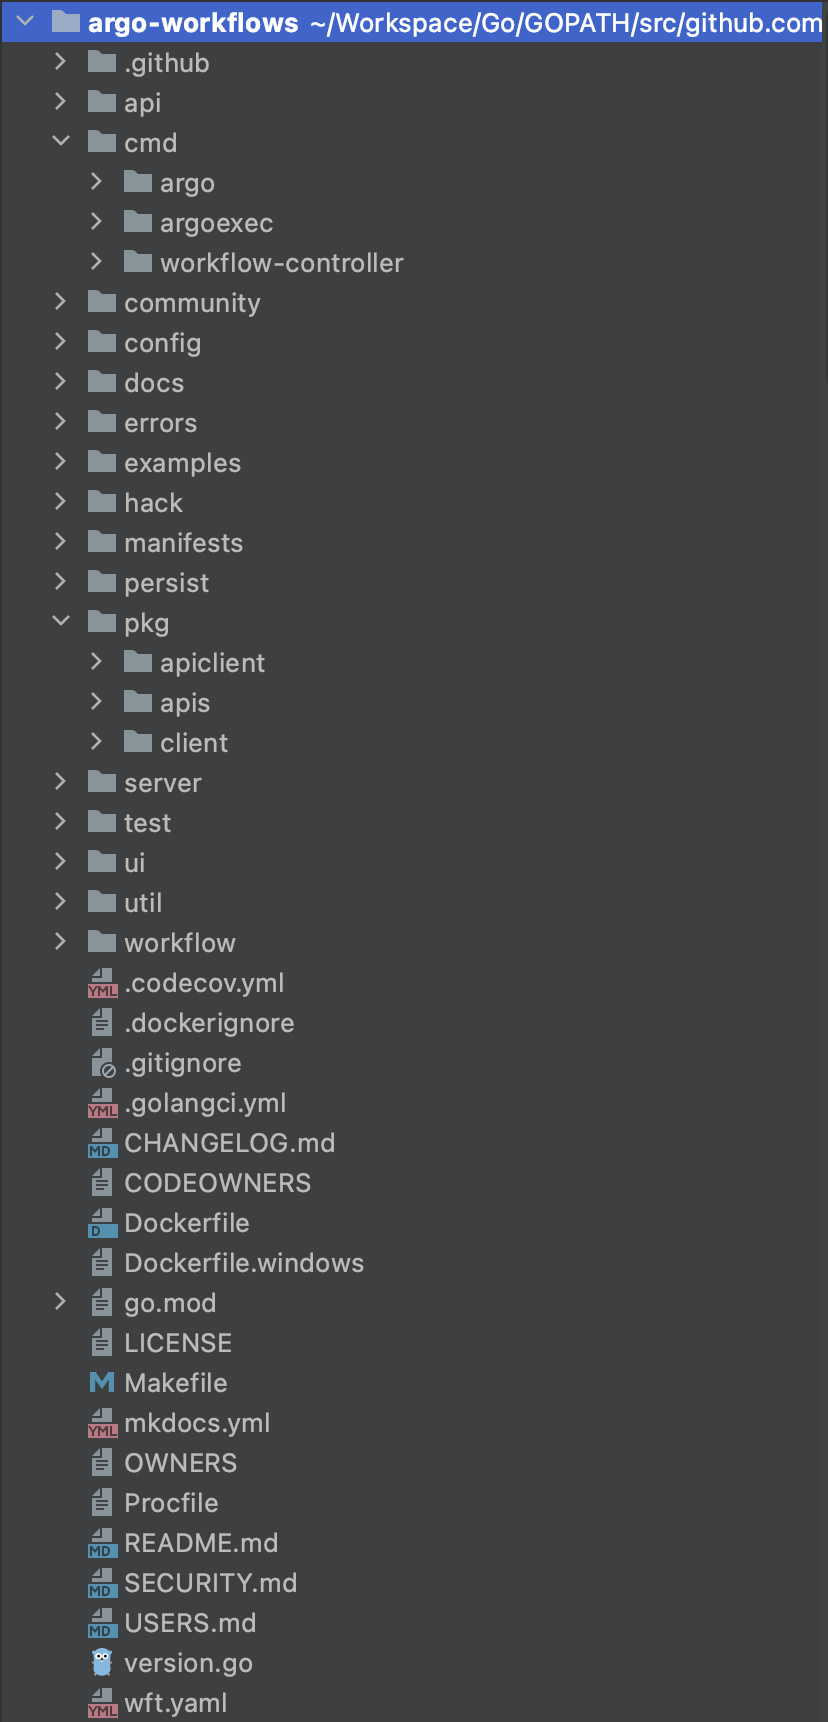 argo-workflows ~/Workspace/Go/GOPATH/src/github.com
.github
api
cmd
argo
argoexec
workflow-controller
community
config
docs
errors
examples
hack
manifests
persist
pkg
apiclient
apis
client
server
test
ui
util
workflow
YML .codecov.yml
.dockerignore
.gitignore
YML .golangci.yml
MD CHANGELOG.md
CODEOWNERS
D Dockerfile
Dockerfile.windows
go.mod
LICENSE
M Makefile
YML mkdocs.yml
OWNERS
Procfile
MD README.md
MD SECURITY.md
MD USERS.md
version.go
YML wft.yaml